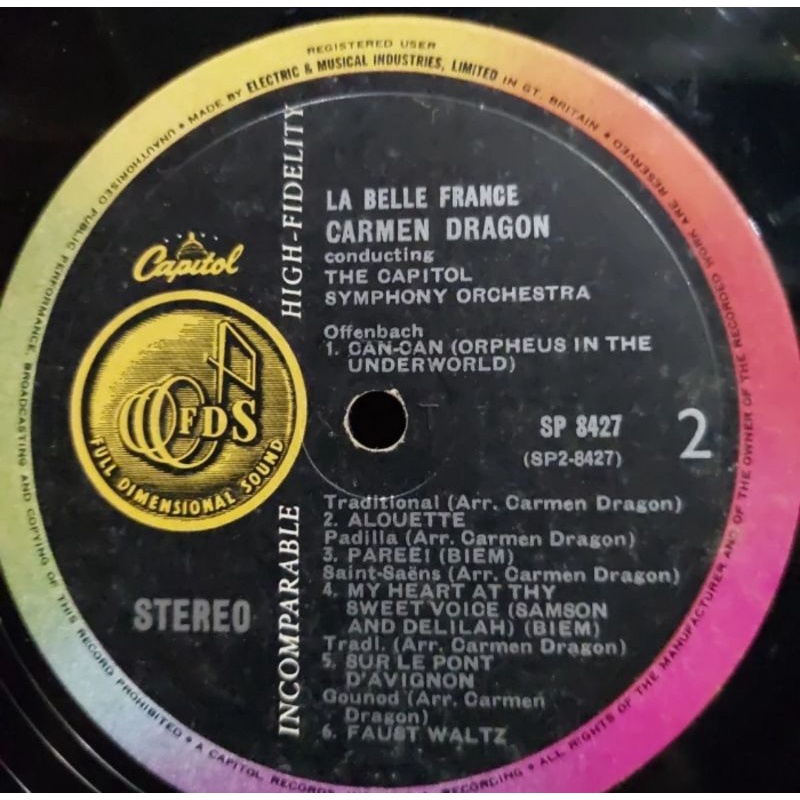 REGISTERED USER
UNAUTHORISED PUBLIC PERFORMANCE, BROADCASTING AND COPYING OF THIS RECORD PROHIBITED • MADE BY ELECTRIC & MUSICAL INDUSTRIES, LIMITED IN GT. BRITAIN • ALL RIGHTS OF THE MANUFACTURER AND OF THE OWNER OF THE RECORDED WORK ARE RESERVED
• A CAPITOL RECORDS
RECORDING •
Capitol
FDS
FULL DIMENSIONAL SOUND
STEREO
INCOMPARABLE HIGH-FIDELITY
LA BELLE FRANCE
CARMEN DRAGON
conducting
THE CAPITOL
SYMPHONY ORCHESTRA
Offenbach
1. CAN-CAN (ORPHEUS IN THE
UNDERWORLD)
SP 8427
(SP2-8427)
2
Traditional (Arr. Carmen Dragon)
2. ALOUETTE
Padilla (Arr. Carmen Dragon)
3. PAREE! (BIEM)
Saint-Saëns (Arr. Carmen Dragon)
4. MY HEART AT THY
SWEET VOICE (SAMSON
AND DELILAH) (BIEM)
Tradl. (Arr. Carmen Dragon)
5. SUR LE PONT
D'AVIGNON
Gounod (Arr. Carmen
Dragon)
6. FAUST WALTZ